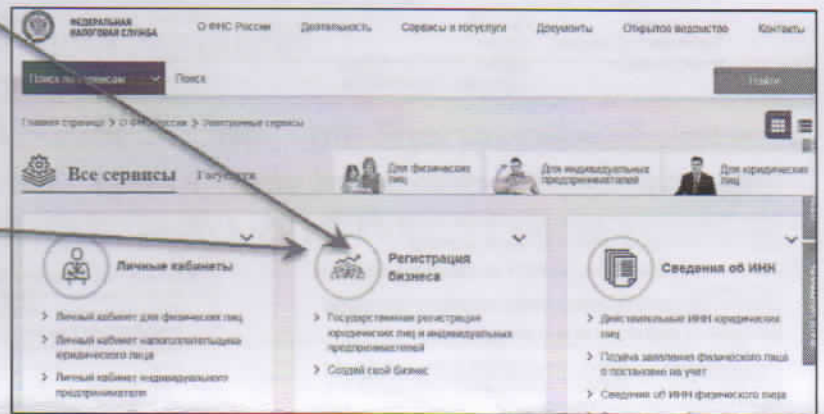 ФЕДЕРАЛЬНАЯ
НАЛОГОВАЯ СЛУЖБА
О ФНС России
Деятельность
Сервисы и госуслуги
Документы
Открытое ведомство
Контакты
Поиск по сервисам
Поиск
Найти
Главная страница > О ФНС России > Электронные сервисы
Все сервисы
Госуслуги
Для физических
лиц
Для индивидуальных
предпринимателей
Для юридических
лиц
Личные кабинеты
> Личный кабинет для физических лиц
> Личный кабинет налогоплательщика
юридического лица
> Личный кабинет индивидуального
предпринимателя
Регистрация
бизнеса
> Государственная регистрация
юридических лиц и индивидуальных
предпринимателей
> Создай свой бизнес
Сведения об ИНН
> Действительные ИНН юридических
лиц
> Подача заявления физического лица
о постановке на учет
> Сведения об ИНН физического лица